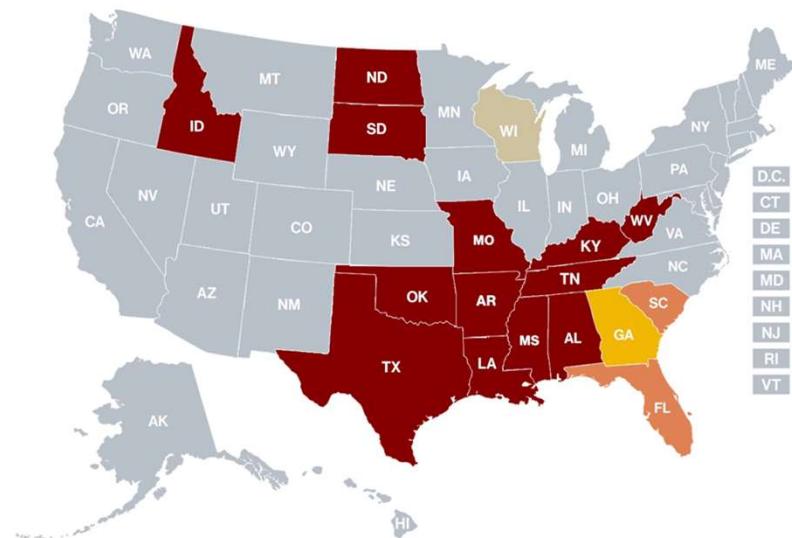 WA
MT
ND
MN
ME
OR
ID
SD
WI
NY
WY
MI
IA
PA
NE
NV
OH
IL
IN
UT
CO
WV
VA
CA
KS
MO
KY
NC
TN
OK
AR
SC
AZ
NM
MS
AL
GA
TX
LA
FL
AK
HI
D.C.
CT
DE
MA
MD
NH
NJ
RI
VT